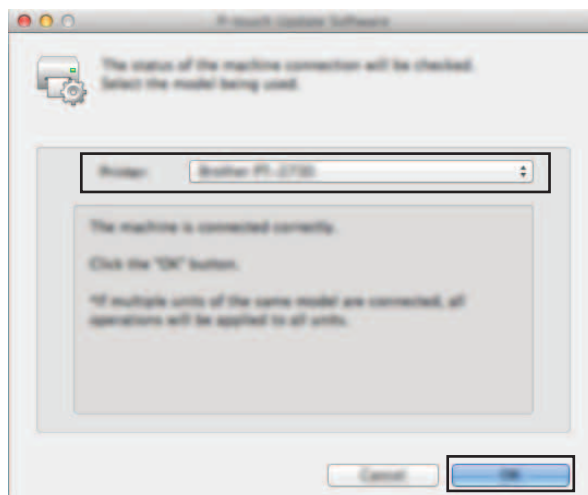 P-touch Update Software
The status of the machine connection will be checked.
Select the model being used.
Printer:
Brother PT-2730
The machine is connected correctly.
Click the "OK" button.
*If multiple units of the same model are connected, all
operations will be applied to all units.
Cancel
OK